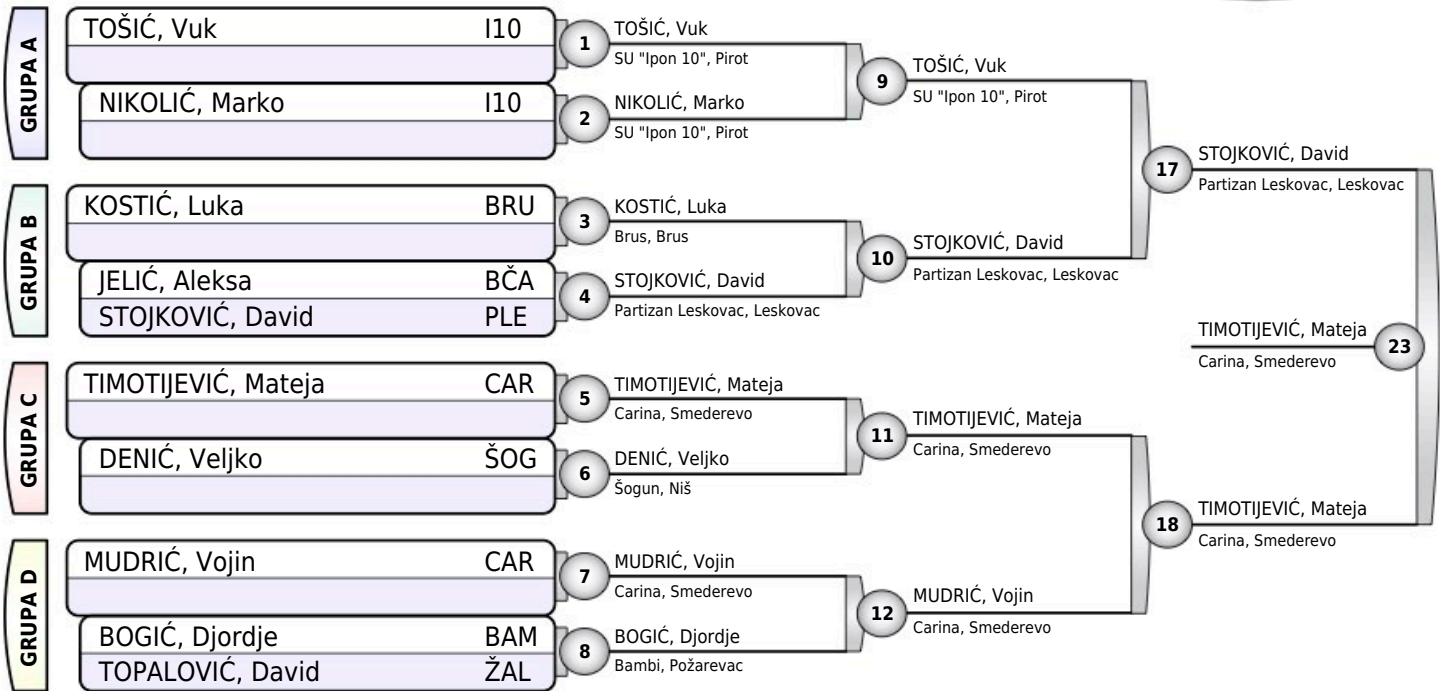 GRUPA A
TOŠIĆ, Vuk I10
NIKOLIĆ, Marko I10
GRUPA B
KOSTIĆ, Luka BRU
JELIĆ, Aleksa BČA
STOJKOVIĆ, David PLE
GRUPA C
TIMOTIJEVIĆ, Mateja CAR
DENIĆ, Veljko ŠOG
GRUPA D
MUDRIĆ, Vojin CAR
BOGIĆ, Djordje BAM
TOPALOVIĆ, David ŽAL
1
TOŠIĆ, Vuk
SU "Ipon 10", Pirot
2
NIKOLIĆ, Marko
SU "Ipon 10", Pirot
3
KOSTIĆ, Luka
Brus, Brus
4
STOJKOVIĆ, David
Partizan Leskovac, Leskovac
5
TIMOTIJEVIĆ, Mateja
Carina, Smederevo
6
DENIĆ, Veljko
Šogun, Niš
7
MUDRIĆ, Vojin
Carina, Smederevo
8
BOGIĆ, Djordje
Bambi, Požarevac
9
TOŠIĆ, Vuk
SU "Ipon 10", Pirot
10
STOJKOVIĆ, David
Partizan Leskovac, Leskovac
11
TIMOTIJEVIĆ, Mateja
Carina, Smederevo
12
MUDRIĆ, Vojin
Carina, Smederevo
17
STOJKOVIĆ, David
Partizan Leskovac, Leskovac
18
TIMOTIJEVIĆ, Mateja
Carina, Smederevo
TIMOTIJEVIĆ, Mateja
Carina, Smederevo
23